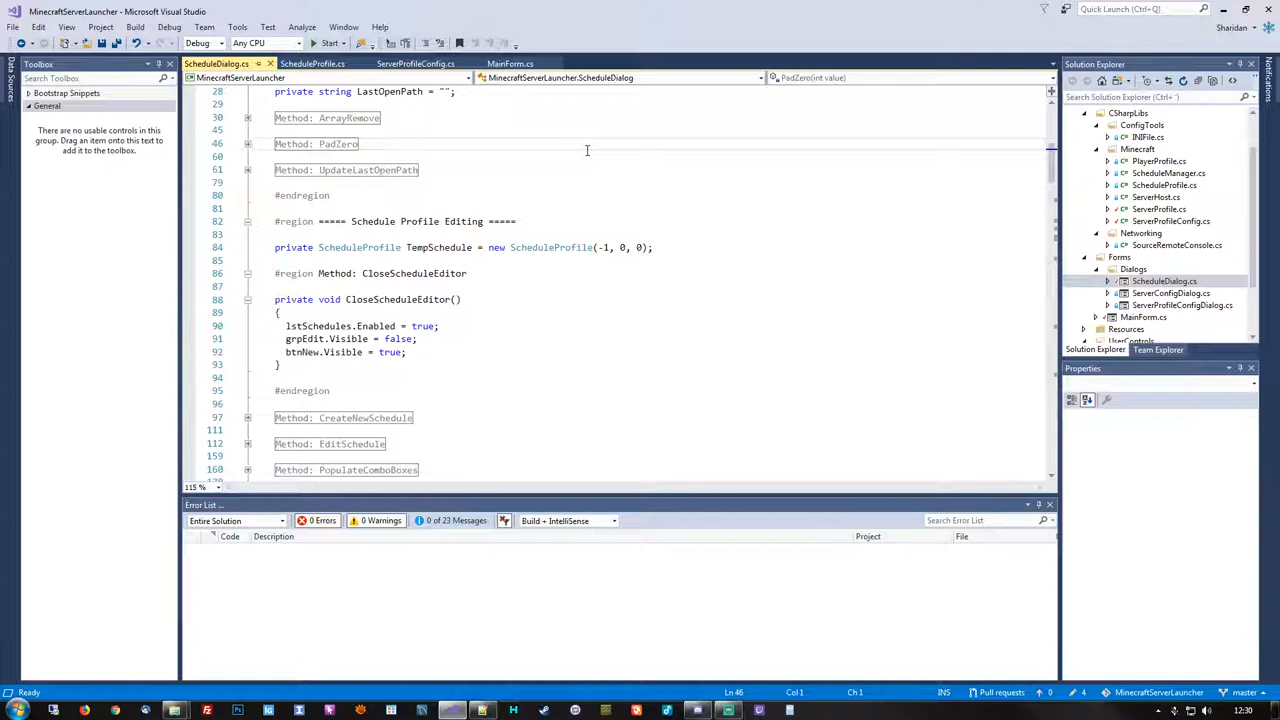 MinecraftServerLauncher - Microsoft Visual Studio
Quick Launch (Ctrl+Q)
File Edit View Project Build Debug Team Tools Test Analyze Window Help
Sharidan
Debug Any CPU Start
Data Sources
Toolbox
Search Toolbox
Bootstrap Snippets
General
There are no usable controls in this
group. Drag an item onto this text to
add it to the toolbox.
ScheduleDialog.cs ScheduleProfile.cs ServerProfileConfig.cs MainForm.cs
MinecraftServerLauncher MinecraftServerLauncher.ScheduleDialog PadZero(int value)
28 private string LastOpenPath = "";
29
30 Method: ArrayRemove
45
46 Method: PadZero
60
61 Method: UpdateLastOpenPath
79
80 #endregion
81
82 #region ===== Schedule Profile Editing =====
83
84 private ScheduleProfile TempSchedule = new ScheduleProfile(-1, 0, 0);
85
86 #region Method: CloseScheduleEditor
87
88 private void CloseScheduleEditor()
89 {
90 lstSchedules.Enabled = true;
91 grpEdit.Visible = false;
92 btnNew.Visible = true;
93 }
94
95 #endregion
96
97 Method: CreateNewSchedule
111
112 Method: EditSchedule
159
160 Method: PopulateComboBoxes
115 %
Error List ...
Entire Solution 0 Errors 0 Warnings 0 of 23 Messages Build + IntelliSense Search Error List
Code Description Project File
Solution Explorer
Search Solution Explorer (Ctrl+´)
CSharpLibs
ConfigTools
INIFile.cs
Minecraft
PlayerProfile.cs
ScheduleManager.cs
ScheduleProfile.cs
ServerHost.cs
ServerProfile.cs
ServerProfileConfig.cs
Networking
SourceRemoteConsole.cs
Forms
Dialogs
ScheduleDialog.cs
ServerConfigDialog.cs
ServerProfileConfigDialog.cs
MainForm.cs
Resources
UserControls
Solution Explorer Team Explorer
Properties
Notifications
Ready Ln 46 Col 1 Ch 1 INS Pull requests 0 4 MinecraftServerLauncher master
12:30